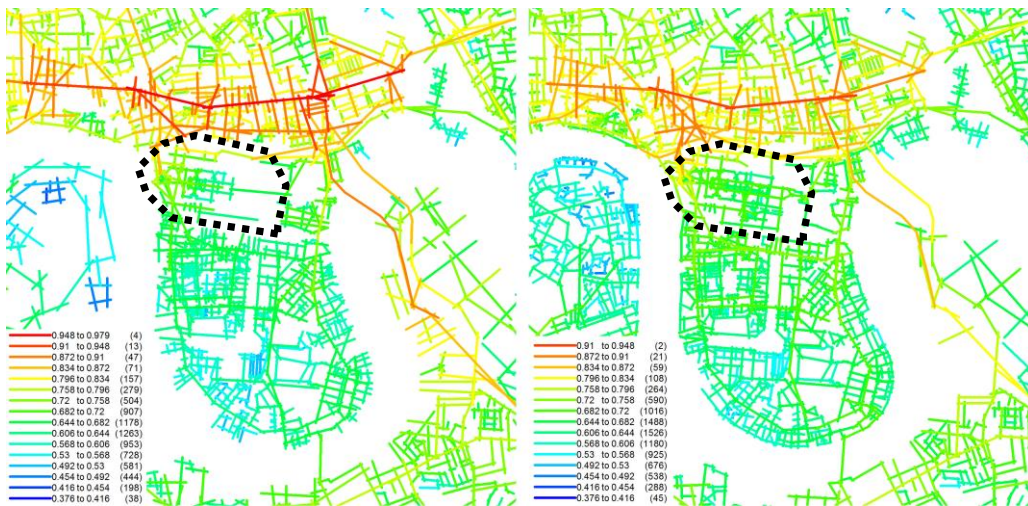 0.948 to 0.979 (4)
0.91 to 0.948 (13)
0.872 to 0.91 (47)
0.834 to 0.872 (71)
0.796 to 0.834 (157)
0.758 to 0.796 (279)
0.72 to 0.758 (504)
0.682 to 0.72 (907)
0.644 to 0.682 (1178)
0.606 to 0.644 (1263)
0.568 to 0.606 (953)
0.53 to 0.568 (728)
0.492 to 0.53 (581)
0.454 to 0.492 (444)
0.416 to 0.454 (198)
0.376 to 0.416 (38)
0.91 to 0.948 (2)
0.872 to 0.91 (21)
0.834 to 0.872 (59)
0.796 to 0.834 (108)
0.758 to 0.796 (264)
0.72 to 0.758 (590)
0.682 to 0.72 (1016)
0.644 to 0.682 (1488)
0.606 to 0.644 (1526)
0.568 to 0.606 (1180)
0.53 to 0.568 (925)
0.492 to 0.53 (676)
0.454 to 0.492 (538)
0.416 to 0.454 (288)
0.376 to 0.416 (45)